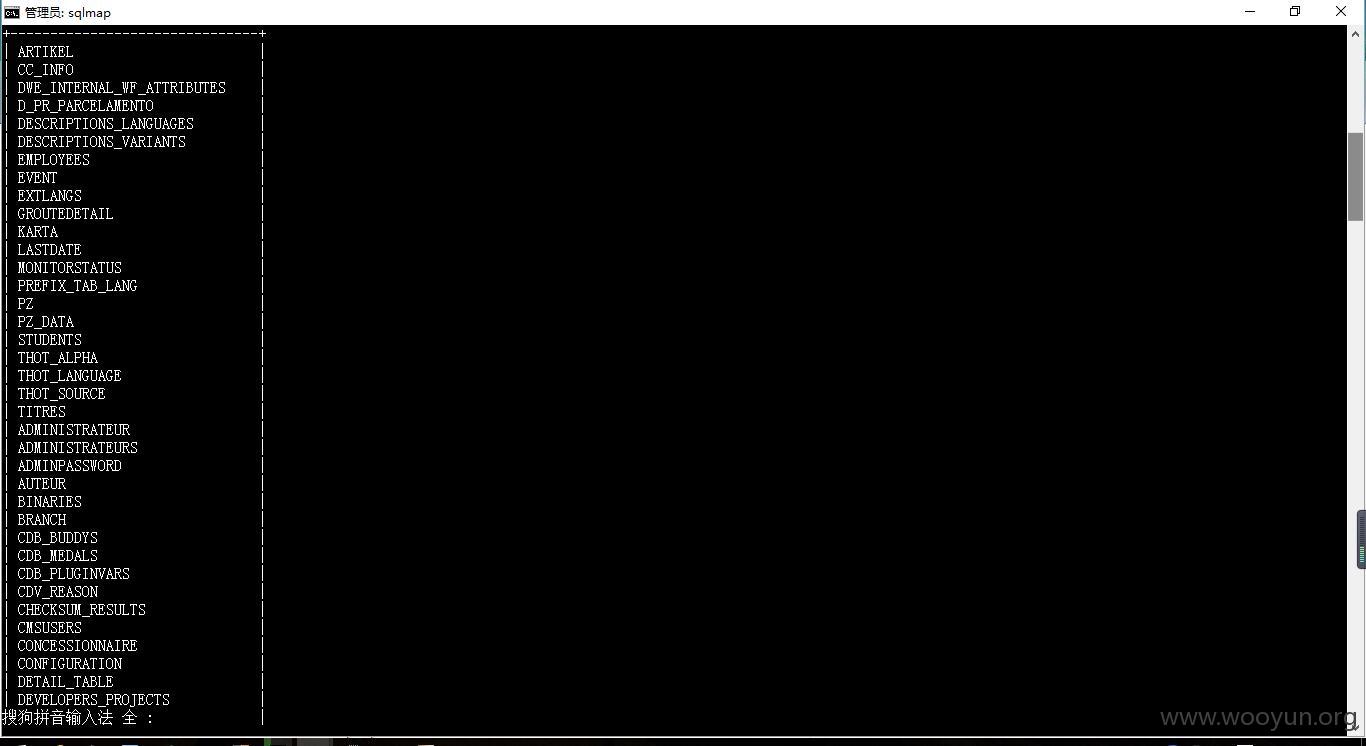 管理员: sqlmap
+-------------------------------+
| ARTIKEL |
| CC_INFO |
| DWE_INTERNAL_WF_ATTRIBUTES |
| D_PR_PARCELAMENTO |
| DESCRIPTIONS_LANGUAGES |
| DESCRIPTIONS_VARIANTS |
| EMPLOYEES |
| EVENT |
| EXTLANGS |
| GROUTEDETAIL |
| KARTA |
| LASTDATE |
| MONITORSTATUS |
| PREFIX_TAB_LANG |
| PZ |
| PZ_DATA |
| STUDENTS |
| THOT_ALPHA |
| THOT_LANGUAGE |
| THOT_SOURCE |
| TITRES |
| ADMINISTRATEUR |
| ADMINISTRATEURS |
| ADMINPASSWORD |
| AUTEUR |
| BINARIES |
| BRANCH |
| CDB_BUDDYS |
| CDB_MEDALS |
| CDB_PLUGINVARS |
| CDV_REASON |
| CHECKSUM_RESULTS |
| CMSUSERS |
| CONCESSIONNAIRE |
| CONFIGURATION |
| DETAIL_TABLE |
| DEVELOPERS_PROJECTS |
搜狗拼音输入法 全 : |
www.wooyun.org